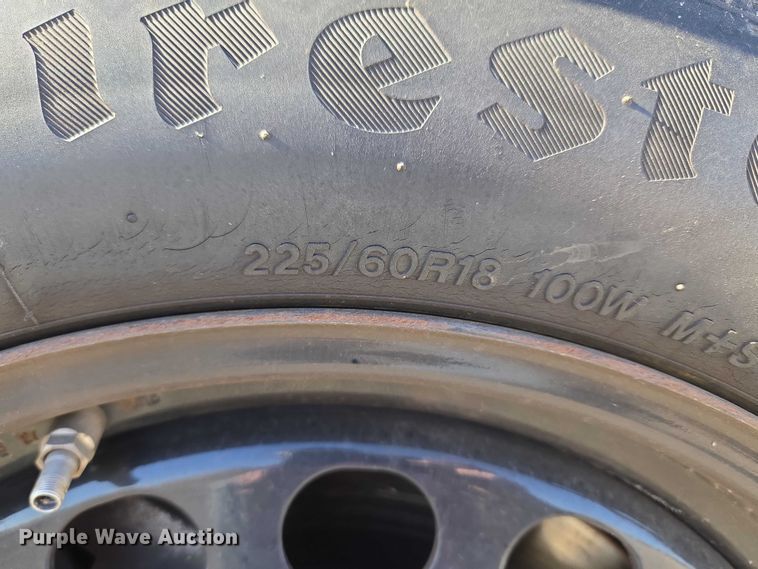 irest
225/60R18 100W M+S
Purple Wave Auction